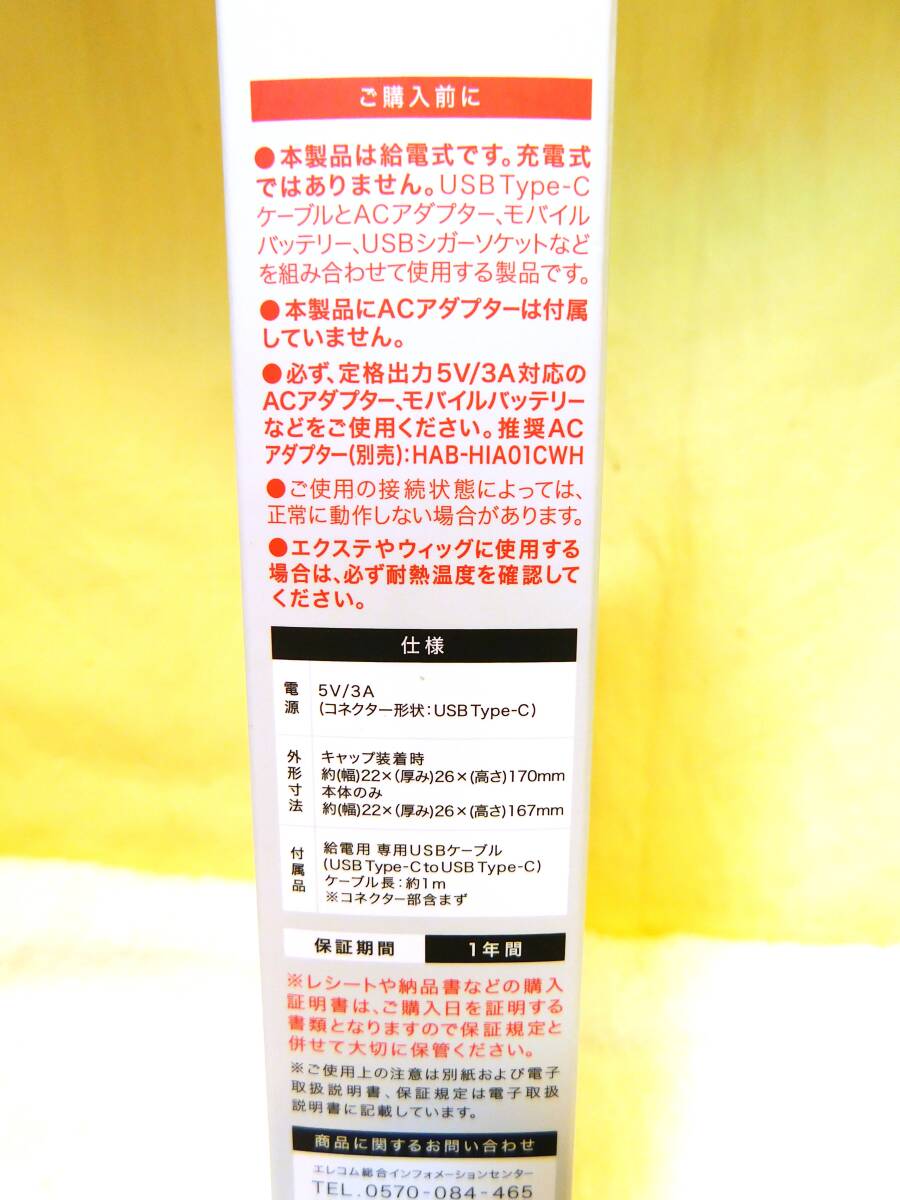 ご購入前に
●本製品は給電式です。充電式
ではありません。USB Type-C
ケーブルとACアダプター、モバイル
バッテリー、USBシガーソケットなど
を組み合わせて使用する製品です。
●本製品にACアダプターは付属
していません。
●必ず、定格出力5V/3A対応の
ACアダプター、モバイルバッテリー
などをご使用ください。推奨AC
アダプター(別売):HAB-HIA01CWH
●ご使用の接続状態によっては、
正常に動作しない場合があります。
●エクステやウィッグに使用する
場合は、必ず耐熱温度を確認して
ください。
仕様
電源
5V/3A
(コネクター形状:USB Type-C)
外形寸法
キャップ装着時
約(幅)22×(厚み)26×(高さ)170mm
本体のみ
約(幅)22×(厚み)26×(高さ)167mm
付属品
給電用 専用USBケーブル
(USB Type-C to USB Type-C)
ケーブル長:約1m
※コネクター部含まず
保証期間 1年間
※レシートや納品書などの購入
証明書は、ご購入日を証明する
書類となりますので保証規定と
併せて大切に保管ください。
※ご使用上の注意は別紙および電子
取扱説明書、保証規定は電子取扱
説明書に記載しています。
商品に関するお問い合わせ
エレコム総合インフォメーションセンター
TEL.0570-084-465